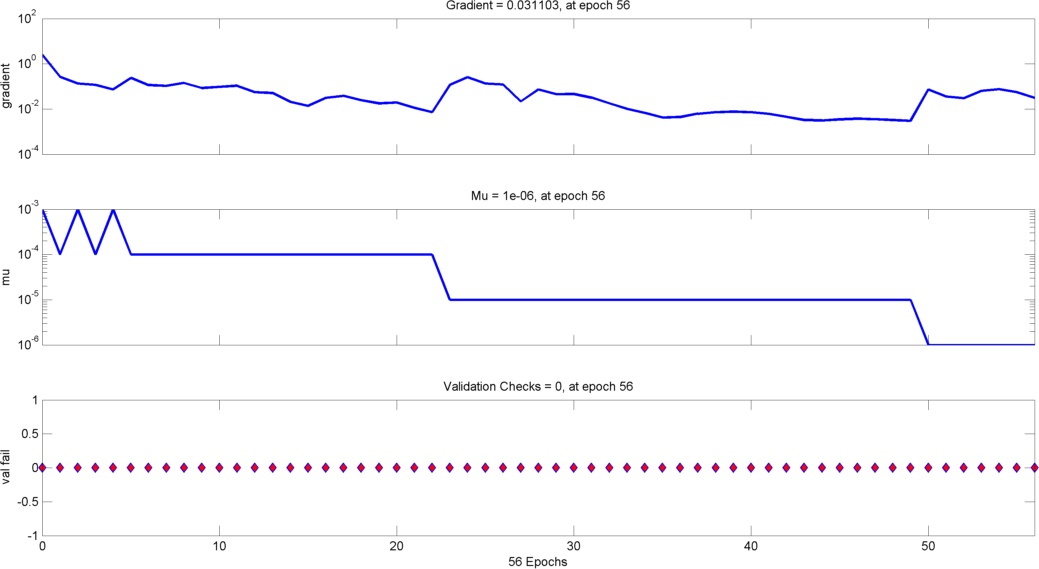 Gradient = 0.031103, at epoch 56
10^2
10^0
10^-2
10^-4
gradient
Mu = 1e-06, at epoch 56
10^-3
10^-4
10^-5
10^-6
mu
Validation Checks = 0, at epoch 56
1
0.5
0
-0.5
-1
val fail
0 10 20 30 40 50
56 Epochs